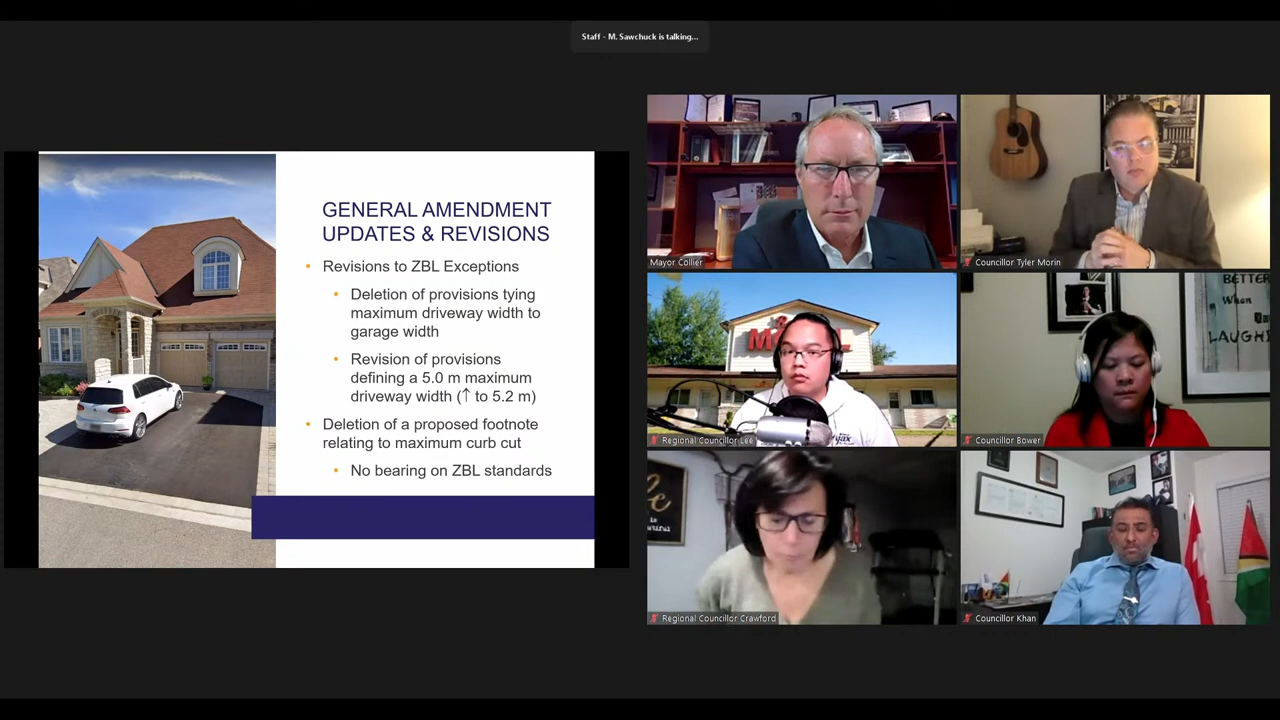 Staff - M. Sawchuck is talking...
GENERAL AMENDMENT
UPDATES & REVISIONS
• Revisions to ZBL Exceptions
• Deletion of provisions tying
maximum driveway width to
garage width
• Revision of provisions
defining a 5.0 m maximum
driveway width (↑ to 5.2 m)
• Deletion of a proposed footnote
relating to maximum curb cut
• No bearing on ZBL standards
Mayor Collier
Councillor Tyler Morin
Regional Councillor Lee
BETTER
When
LAUGH
Councillor Bower
Regional Councillor Crawford
Councillor Khan